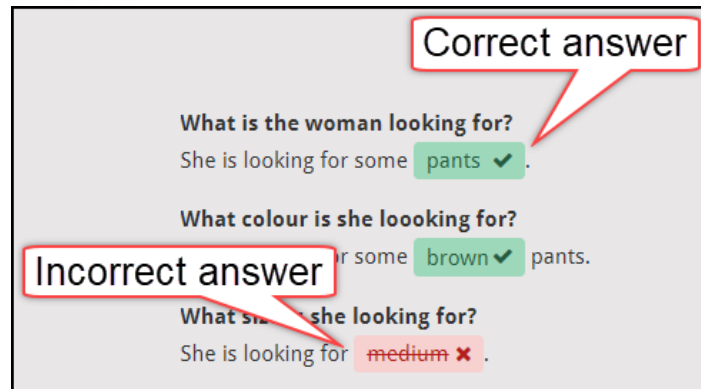 Correct answer
What is the woman looking for?
She is looking for some pants ✔.
What colour is she loooking for?
r some brown ✔ pants.
Incorrect answer
What she looking for?
She is looking for medium ✖.